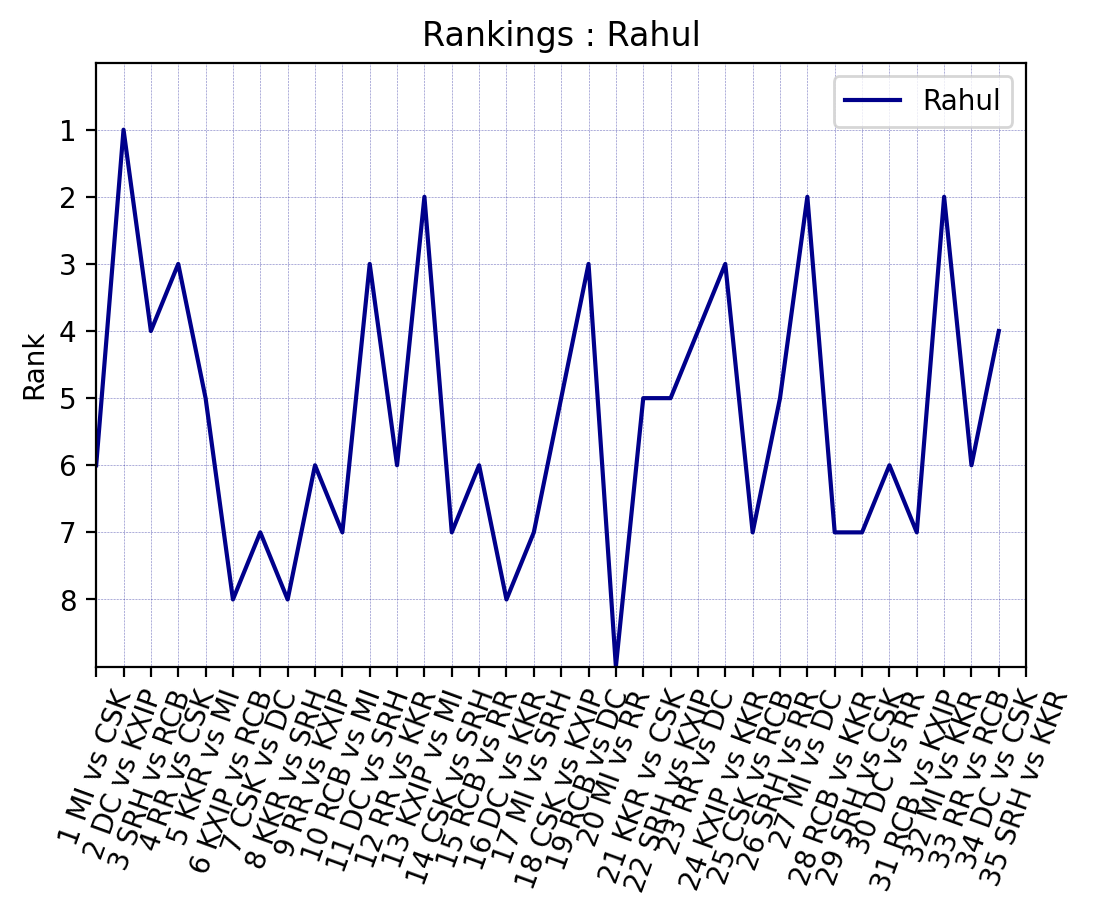 Rankings : Rahul
Rahul
Rank
1
2
3
4
5
6
7
8
1 MI vs CSK
2 DC vs KXIP
3 SRH vs RCB
4 RR vs CSK
5 KKR vs MI
6 KXIP vs RCB
7 CSK vs DC
8 KKR vs SRH
9 RR vs KXIP
10 RCB vs MI
11 DC vs SRH
12 RR vs KKR
13 KXIP vs MI
14 CSK vs SRH
15 RCB vs RR
16 DC vs KKR
17 MI vs SRH
18 CSK vs KXIP
19 RCB vs DC
20 MI vs RR
21 KKR vs CSK
22 SRH vs KXIP
23 RR vs DC
24 KXIP vs KKR
25 CSK vs RCB
26 SRH vs RR
27 MI vs DC
28 RCB vs KKR
29 SRH vs CSK
30 DC vs RR
31 RCB vs KXIP
32 MI vs KKR
33 RR vs RCB
34 DC vs CSK
35 SRH vs KKR